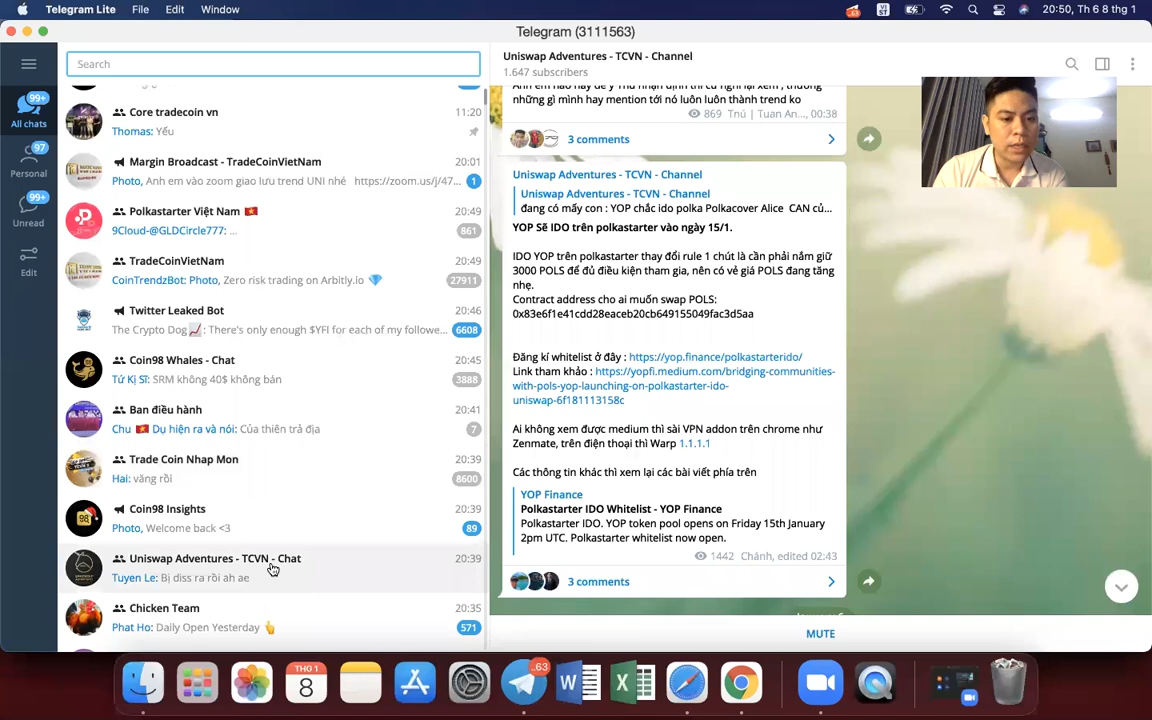 Telegram Lite File Edit Window
.63
20:50, Th 6 8 thg 1
Telegram (3111563)
99+
All chats
97
Personal
99+
Unread
Edit
Search
Core tradecoin vn 11:20
Thomas: Yếu
Margin Broadcast - TradeCoinVietNam 20:01
Photo, Anh em vào zoom giao lưu trend UNI nhé https://zoom.us/j/47... 1
Polkastarter Việt Nam 🇻🇳 20:49
9Cloud-@GLDCircle777: ... 861
TradeCoinVietNam 20:49
CoinTrendzBot: Photo, Zero risk trading on Arbitly.io 💎 27911
Twitter Leaked Bot 20:46
The Crypto Dog📈: There's only enough $YFI for each of my followe... 6608
Coin98 Whales - Chat 20:45
Tứ Kị Sĩ: SRM không 40$ không bán 3888
Ban điều hành 20:41
Chu 🇻🇳 Dụ hiện ra và nói: Của thiên trả địa 7
Trade Coin Nhap Mon 20:39
Hai: văng rồi 8600
Coin98 Insights 20:39
Photo, Welcome back <3 89
Uniswap Adventures - TCVN - Chat 20:39
Tuyen Le: Bị diss ra rồi ah ae
Chicken Team 20:35
Phat Ho: Daily Open Yesterday 👆 571
Uniswap Adventures - TCVN - Channel
1.647 subscribers
những gì mình hay mention tới nó luôn luôn thành trend ko
869 Tnú | Tuan An..., 00:38
3 comments
Uniswap Adventures - TCVN - Channel
Uniswap Adventures - TCVN - Channel
đang có mấy con : YOP chắc ido polka Polkacover Alice CAN củ...
YOP Sẽ IDO trên polkastarter vào ngày 15/1.
IDO YOP trên polkastarter thay đổi rule 1 chút là cần phải nắm giữ
3000 POLS để đủ điều kiện tham gia, nên có vẻ giá POLS đang tăng
nhẹ.
Contract address cho ai muốn swap POLS:
0x83e6f1e41cdd28eaceb20cb649155049fac3d5aa
Đăng kí whitelist ở đây : https://yop.finance/polkastarterido/
Link tham khảo : https://yopfi.medium.com/bridging-communities-
with-pols-yop-launching-on-polkastarter-ido-
uniswap-6f181113158c
Ai không xem được medium thì sài VPN addon trên chrome như
Zenmate, trên điện thoại thì Warp 1.1.1.1
Các thông tin khác thì xem lại các bài viết phía trên
YOP Finance
Polkastarter IDO Whitelist - YOP Finance
Polkastarter IDO. YOP token pool opens on Friday 15th January
2pm UTC. Polkastarter whitelist now open.
1442 Chánh, edited 02:43
3 comments
MUTE
THG 1
8
.63